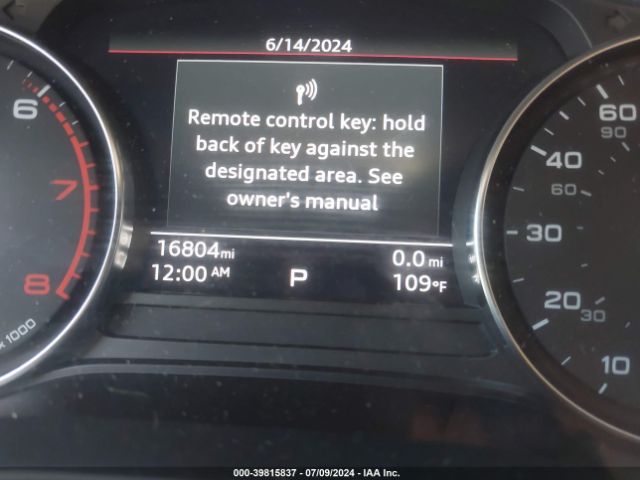 6/14/2024
Remote control key: hold
back of key against the
designated area. See
owner's manual
16804mi
0.0mi
12:00 AM
P
109°F
6
7
8
x 1000
60
90
40
60
30
20
30
10
000-39815837 - 07/09/2024 - IAA Inc.